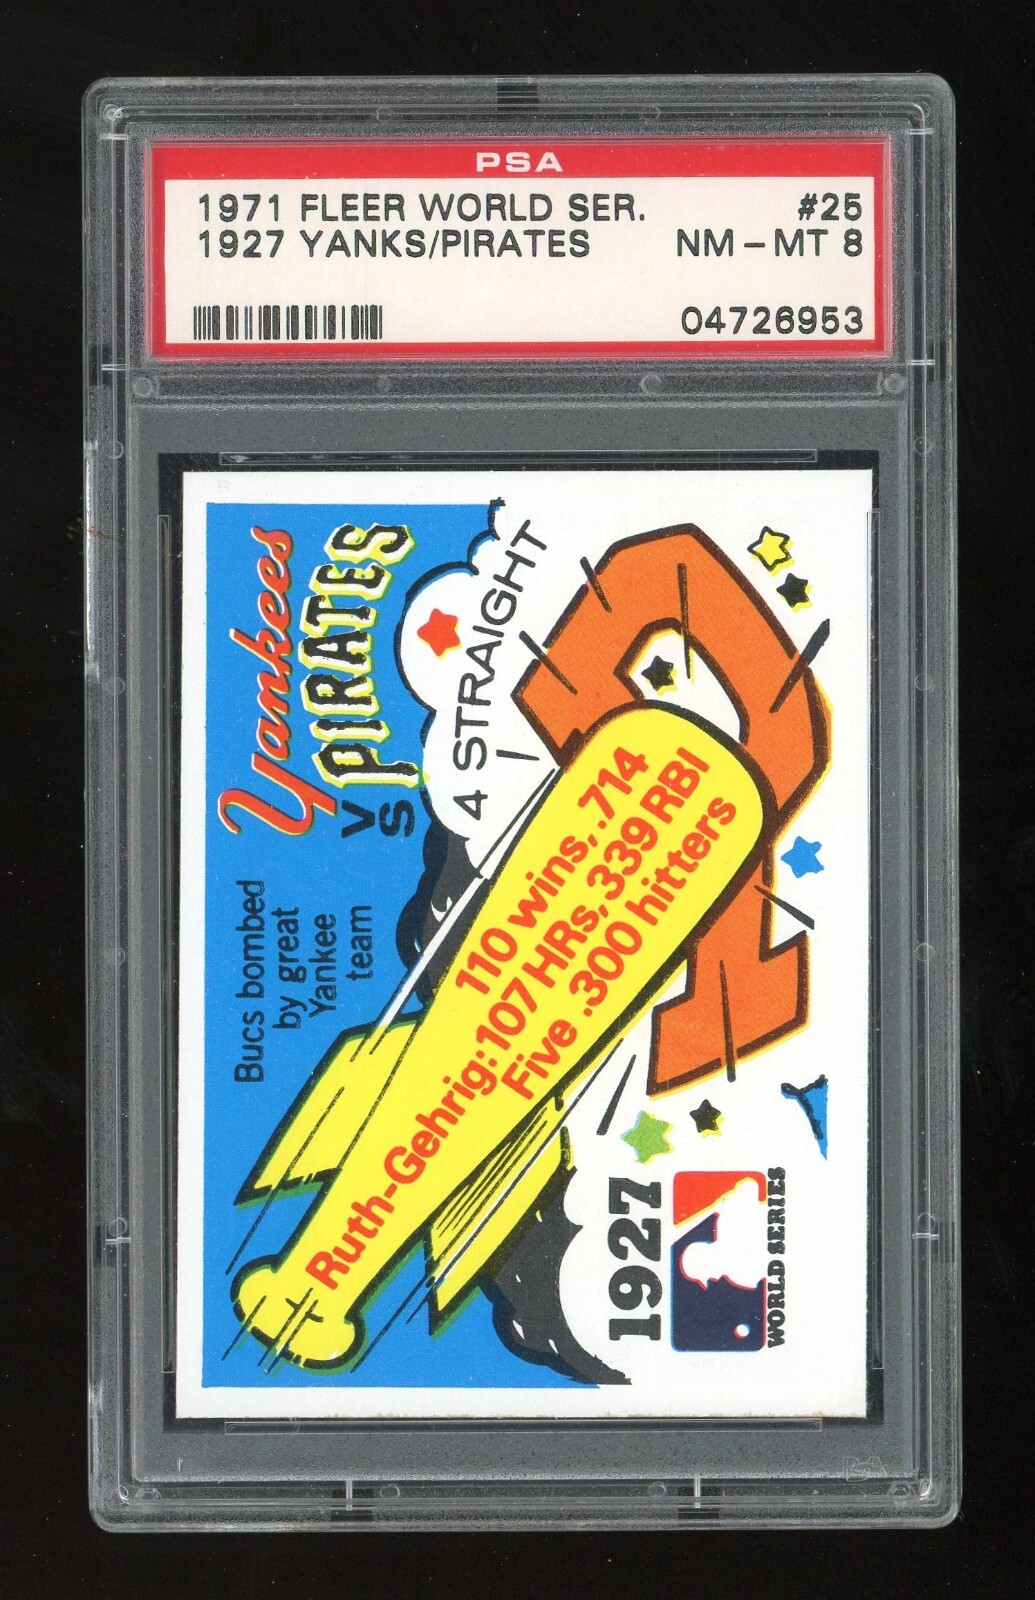 PSA
1971 FLEER WORLD SER. #25
1927 YANKS/PIRATES NM-MT 8
04726953
Yankees
vs PIRATES
Bucs bombed
by great
Yankee
team
4 STRAIGHT
110 wins, .714
Ruth-Gehrig: 107 HRs, 339 RBI
Five .300 hitters
P
1927
WORLD SERIES
PSA